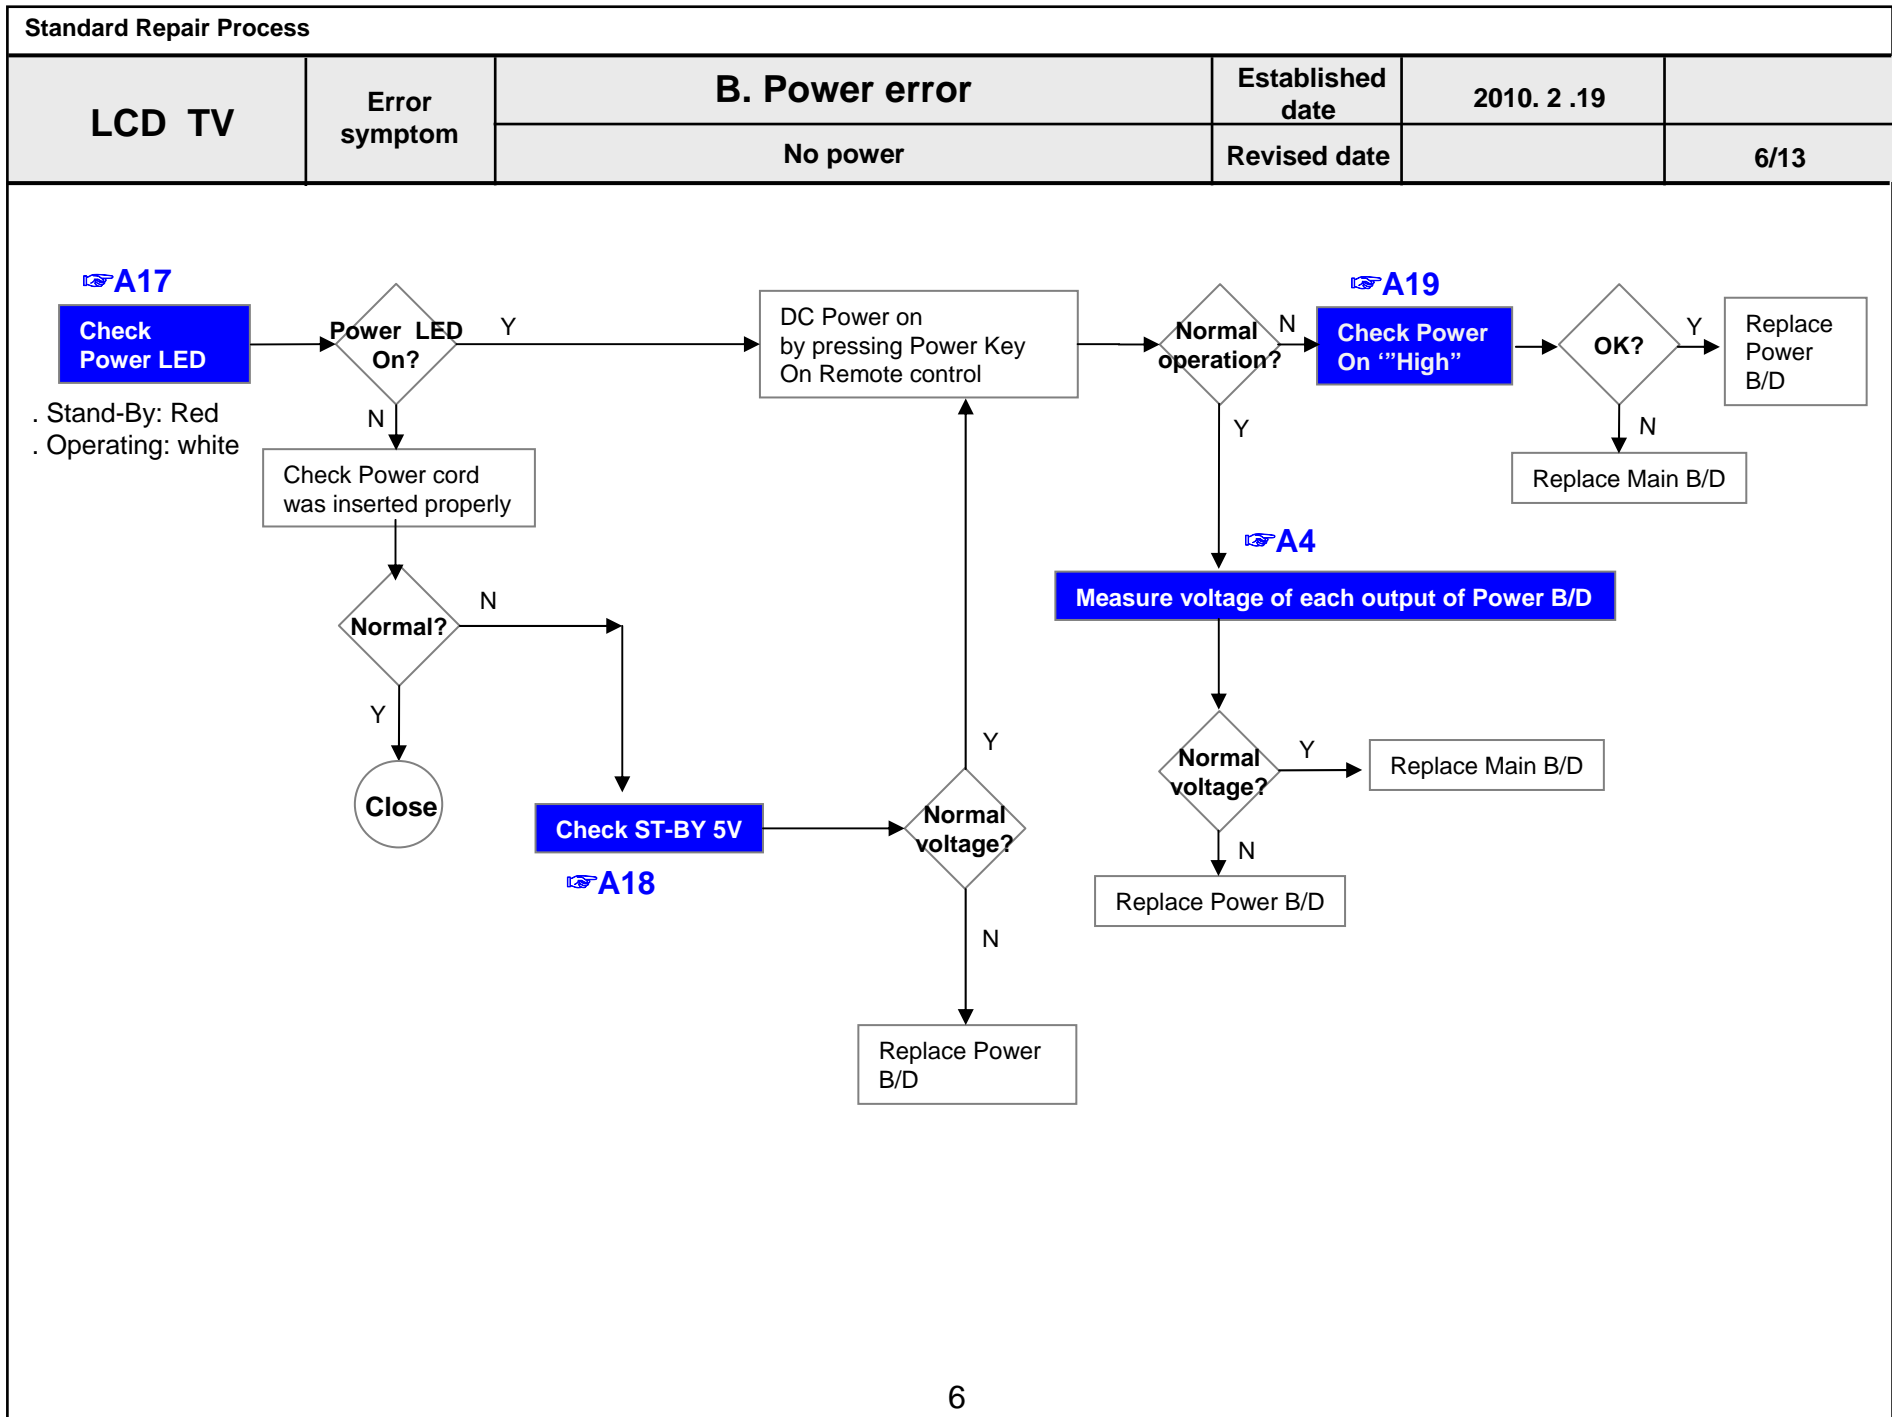 Standard Repair Process
LCD  TV
Error
symptom
B. Power error
Established
date
2010. 2 .19
No power
Revised date
6/13
☞A17
Check
Power LED
. Stand-By: Red
. Operating: white
Power  LED
On?
Y
N
Check Power cord
was inserted properly
Normal?
N
Y
Close
Check ST-BY 5V
☞A18
Normal
voltage?
Y
N
Replace Power
B/D
DC Power on
by pressing Power Key
On Remote control
Normal
operation?
N
Y
☞A19
Check Power
On ‘”High”
OK?
Y
Replace
Power
B/D
N
Replace Main B/D
☞A4
Measure voltage of each output of Power B/D
Normal
voltage?
Y
Replace Main B/D
N
Replace Power B/D
6